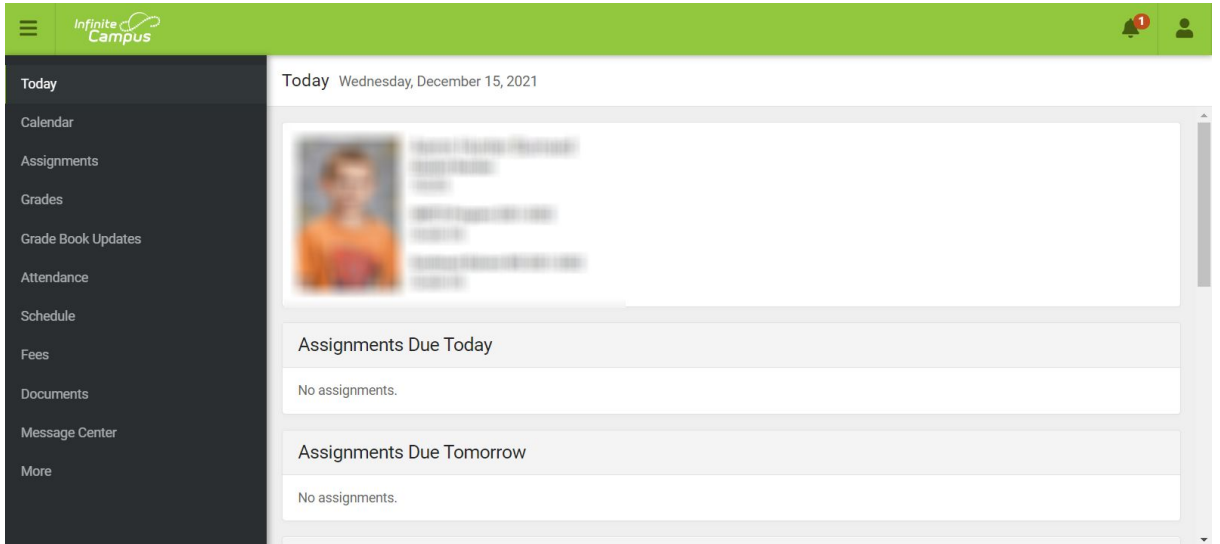 Infinite
Campus
1
Today
Calendar
Assignments
Grades
Grade Book Updates
Attendance
Schedule
Fees
Documents
Message Center
More
Today Wednesday, December 15, 2021
Assignments Due Today
No assignments.
Assignments Due Tomorrow
No assignments.